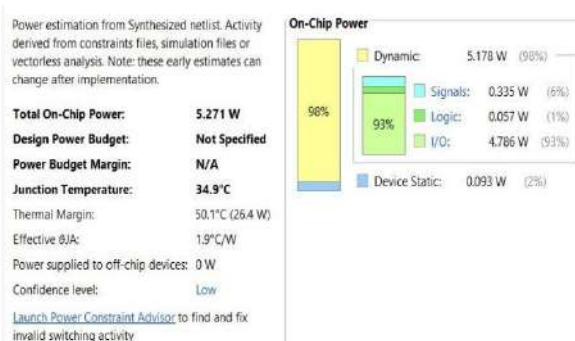 Power estimation from Synthesized netlist. Activity
derived from constraints files, simulation files or
vectorless analysis. Note: these early estimates can
change after implementation.
Total On-Chip Power: 5.271 W
Design Power Budget: Not Specified
Power Budget Margin: N/A
Junction Temperature: 34.9°C
Thermal Margin: 50.1°C (26.4 W)
Effective ϑJA: 1.9°C/W
Power supplied to off-chip devices: 0 W
Confidence level: Low
Launch Power Constraint Advisor to find and fix
invalid switching activity
On-Chip Power
98%
Dynamic: 5.178 W (98%)
93%
Signals: 0.335 W (6%)
Logic: 0.057 W (1%)
I/O: 4.786 W (93%)
Device Static: 0.093 W (2%)